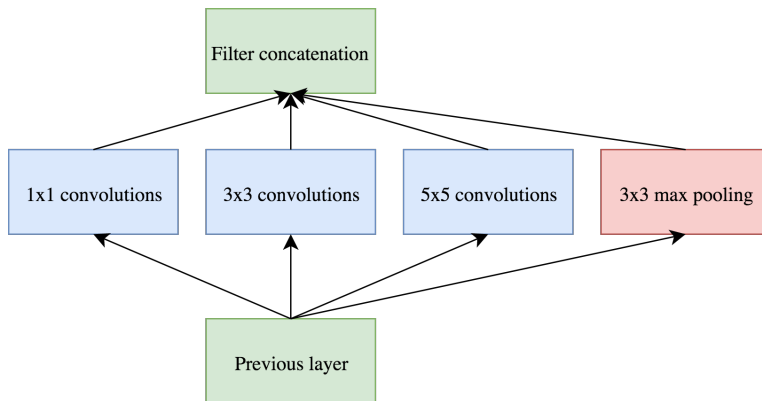 Filter concatenation
1x1 convolutions
3x3 convolutions
5x5 convolutions
3x3 max pooling
Previous layer